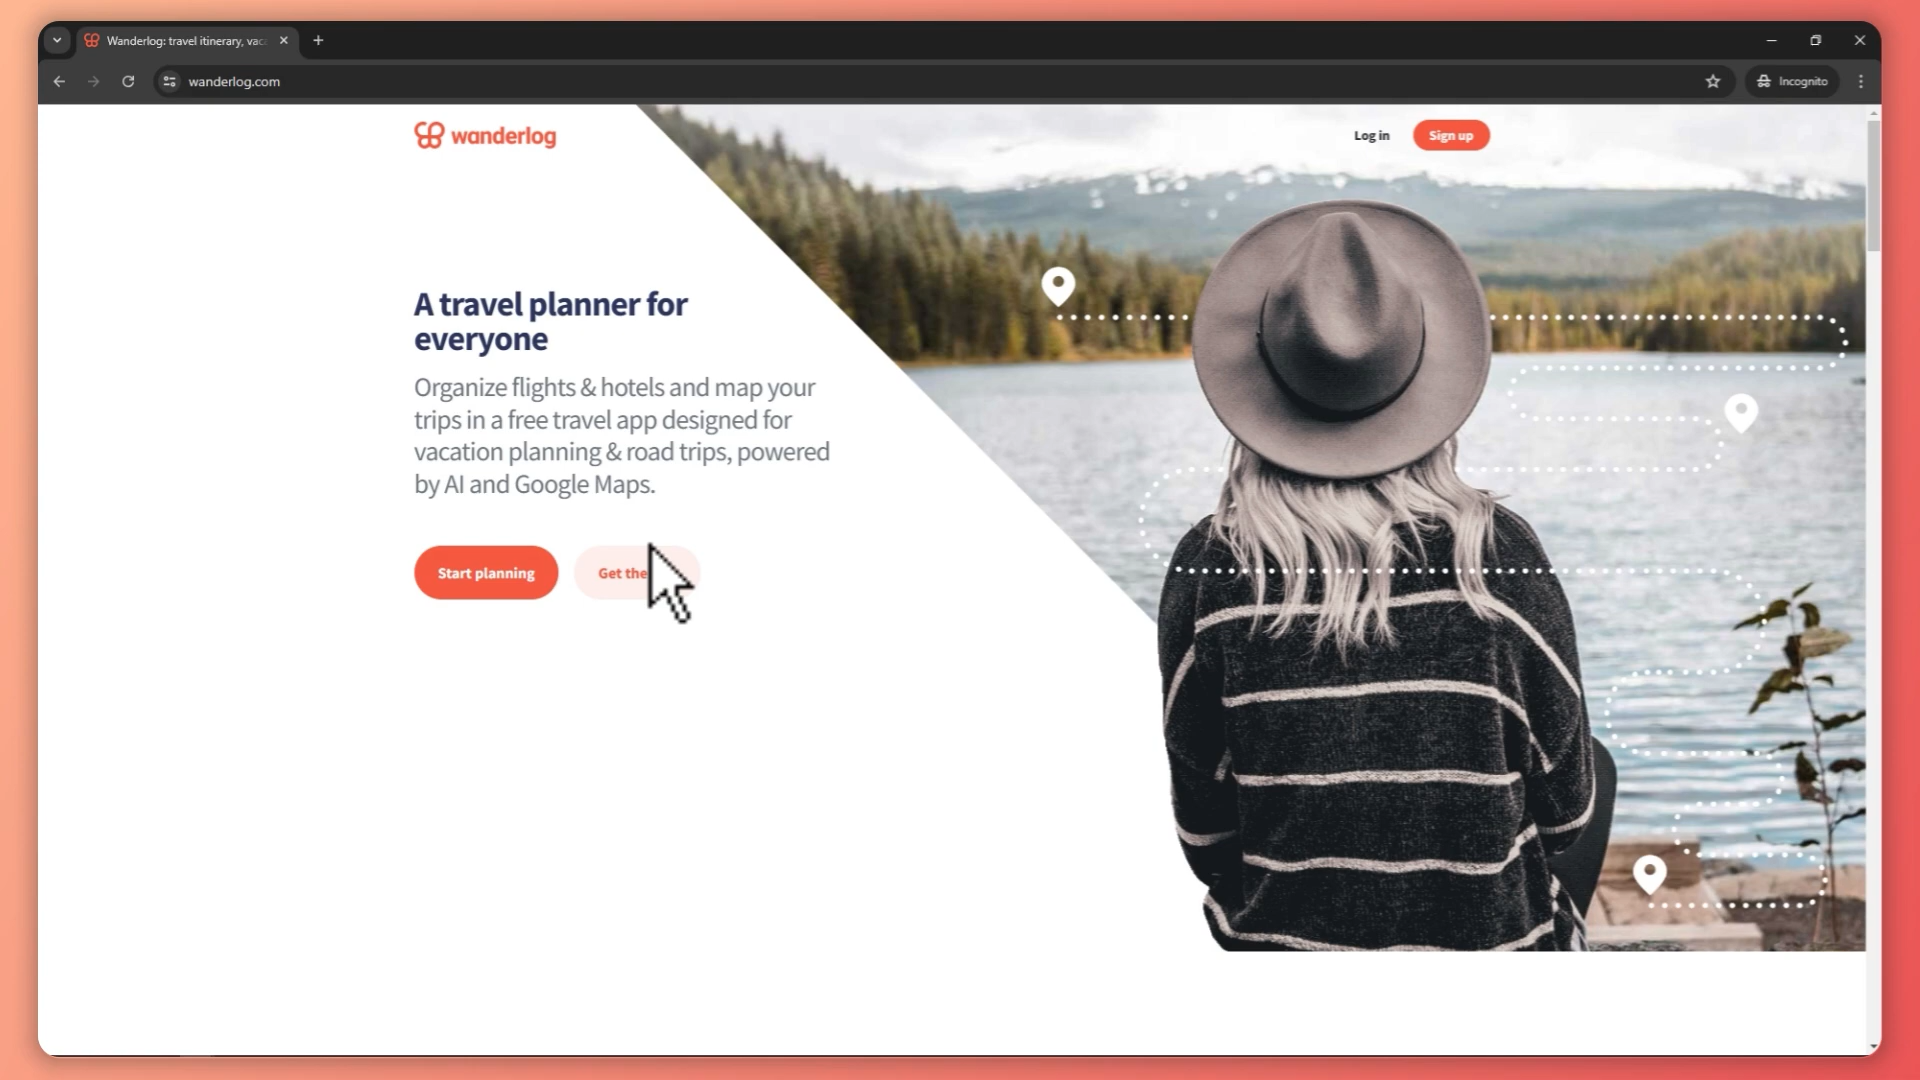 Wanderlog: travel itinerary, vac
wanderlog.com
Incognito
wanderlog
Log in
Sign up
A travel planner for
everyone
Organize flights & hotels and map your
trips in a free travel app designed for
vacation planning & road trips, powered
by AI and Google Maps.
Start planning
Get the